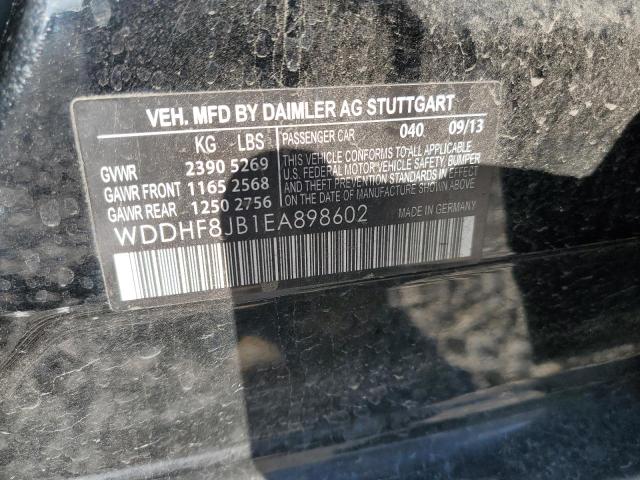 VEH. MFD BY DAIMLER AG STUTTGART
KG LBS PASSENGER CAR 040 09/13
GVWR 2390 5269
GAWR FRONT 1165 2568
GAWR REAR 1250 2756
THIS VEHICLE CONFORMS TO ALL APPLICABLE
U.S. FEDERAL MOTOR VEHICLE SAFETY, BUMPER
AND THEFT PREVENTION STANDARDS IN EFFECT
ON THE DATE OF MANUFACTURE SHOWN ABOVE.
WDDHF8JB1EA898602 MADE IN GERMANY